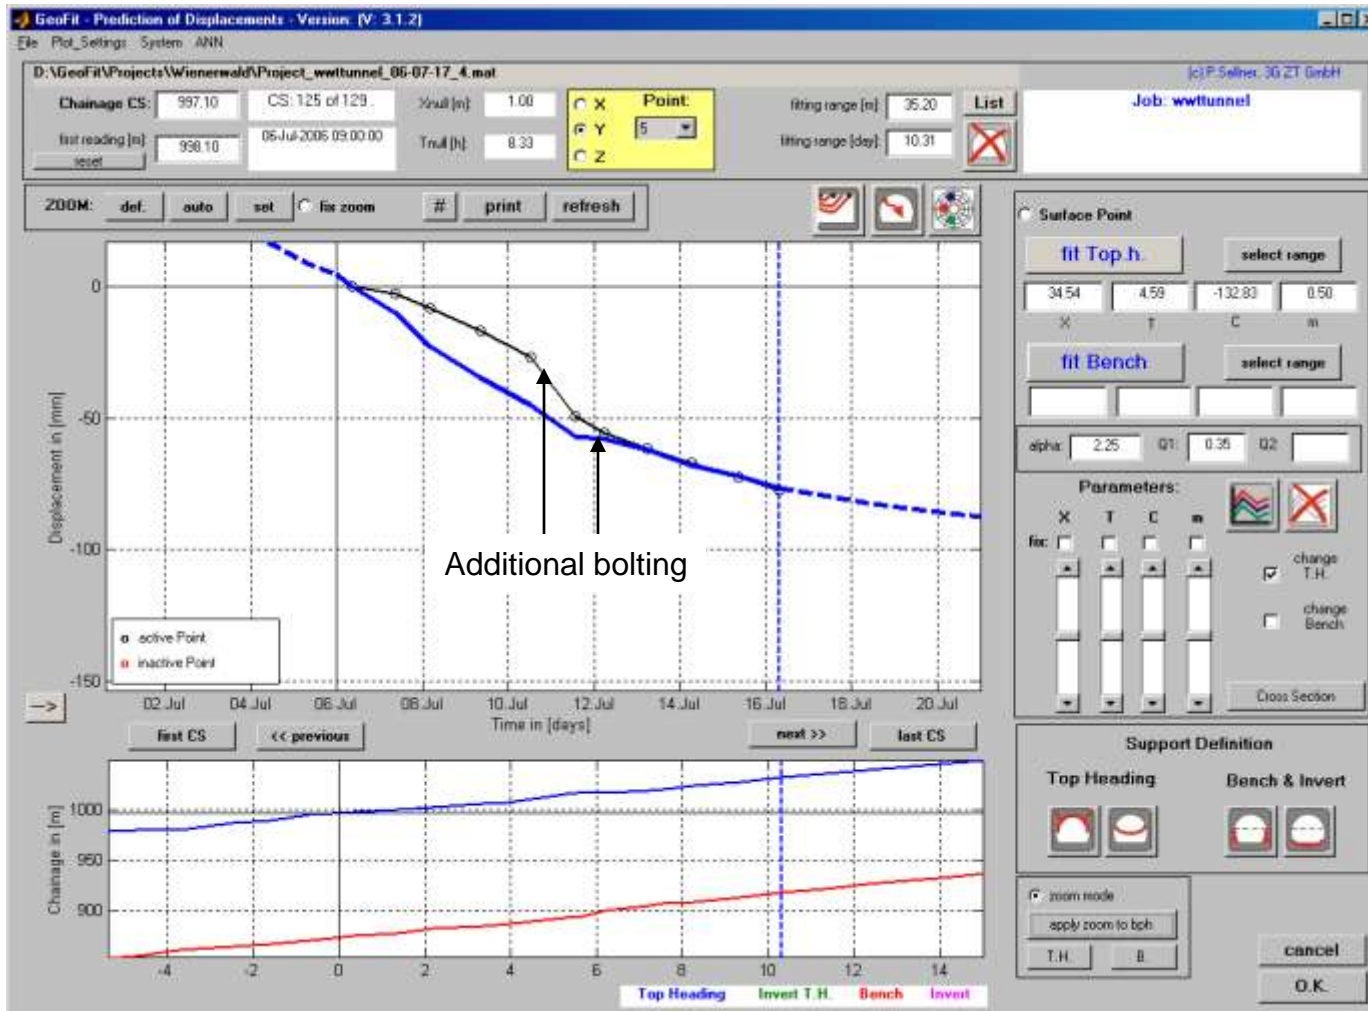 GeoFit - Prediction of Displacements - Version: (V: 3.1.2)
File Plot_Settings System ANN
D:\GeoFit\Projects\Wienerwald\Project_wwttunnel_06-07-17_4.mat
(c) P.Sellner, 3G ZT GmbH
Chainage CS: 997.10 CS: 125 of 129 . Xnull [m]: 1.00 X Point: fitting range [m]: 35.20 List Job: wwttunnel
first reading [m]: 998.10 06-Jul-2006 09:00:00 Tnull [h]: 8.33 Y 5 fitting range [day]: 10.31
reset Z
ZOOM: def. auto set fix zoom # print refresh
Surface Point
fit Top.h. select range
34.54 4.59 -132.83 0.50
X T C m
fit Bench select range
alpha: 2.25 Q1: 0.35 Q2
Parameters:
X T C m
fix:
change
T.H.
change
Bench
Cross Section
Displacement in [mm]
0
-50
-100
-150
Additional bolting
active Point
inactive Point
-->
02.Jul 04.Jul 06.Jul 08.Jul 10.Jul 12.Jul 14.Jul 16.Jul 18.Jul 20.Jul
Time in [days]
first CS << previous next >> last CS
Support Definition
Top Heading Bench & Invert
Chainage in [m]
1000
950
900
-4 -2 0 2 4 6 8 10 12 14
Top Heading Invert T.H. Bench Invert
zoom mode
apply zoom to bph
T.H. B.
cancel
O.K.